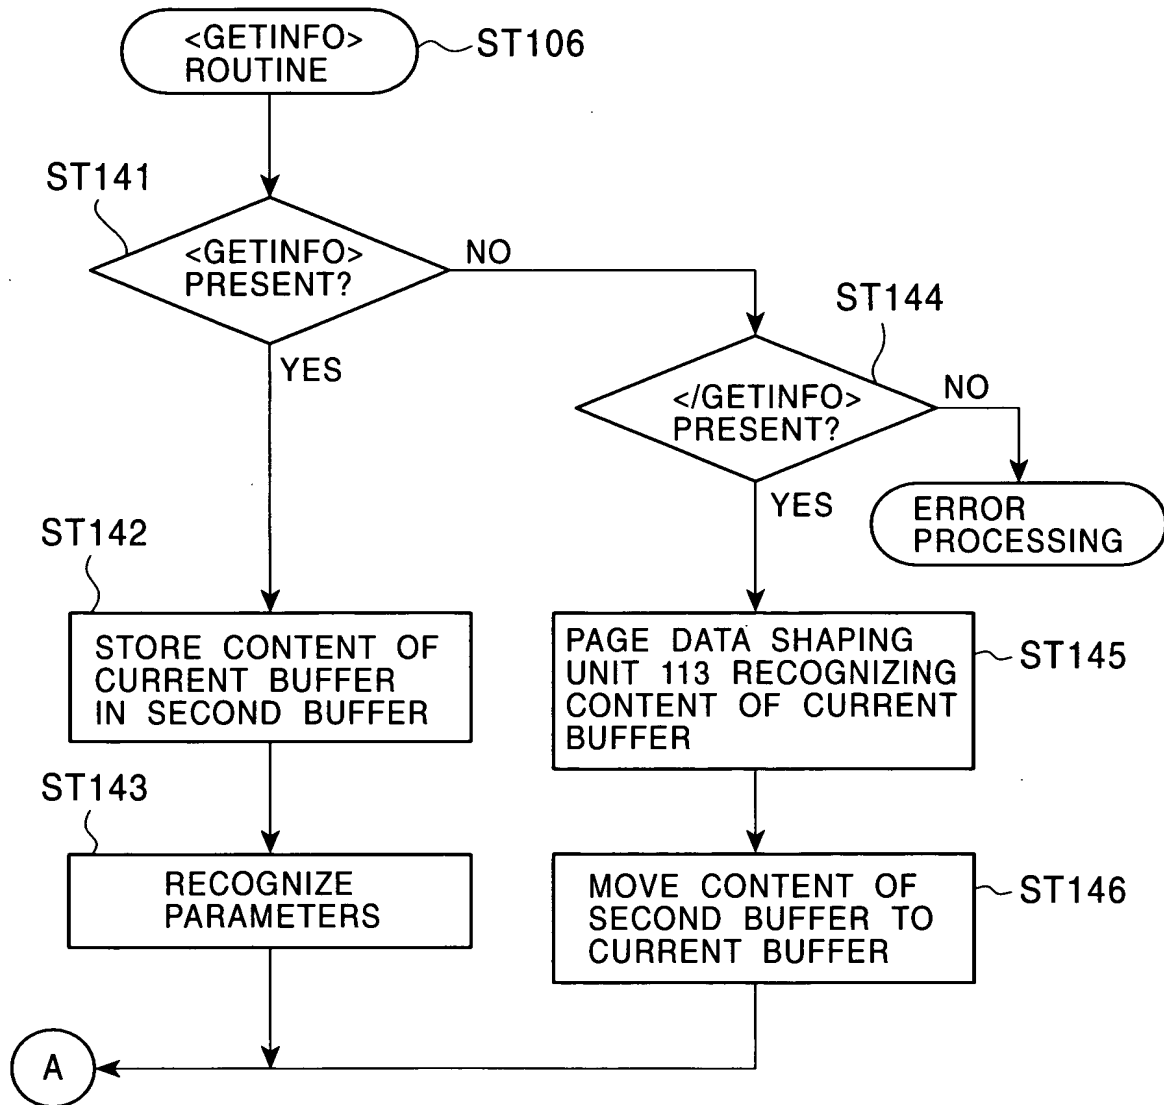 <GETINFO>
ROUTINE
ST106
ST141
<GETINFO>
PRESENT?
NO
YES
ST144
</GETINFO>
PRESENT?
NO
YES
ERROR
PROCESSING
ST142
STORE CONTENT OF
CURRENT BUFFER
IN SECOND BUFFER
PAGE DATA SHAPING
UNIT 113 RECOGNIZING
CONTENT OF CURRENT
BUFFER
ST145
ST143
RECOGNIZE
PARAMETERS
MOVE CONTENT OF
SECOND BUFFER TO
CURRENT BUFFER
ST146
A